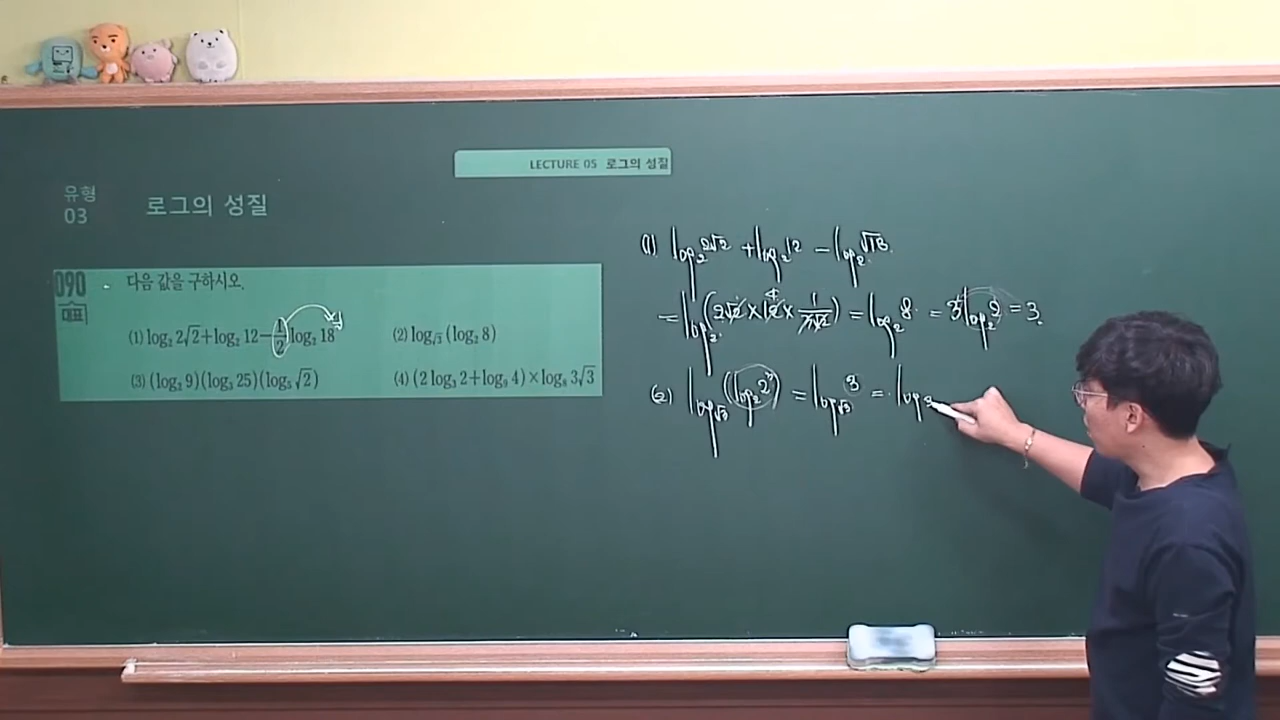 LECTURE 05 로그의 성질
유형 03 로그의 성질
090 대표 다음 값을 구하시오.
(1) log₂ 2√2 + log₂ 12 − 1/2 log₂ 18 (2) log_√3 (log₂ 8)
(3) (log₂ 9)(log₃ 25)(log₅ √2) (4) (2 log₃ 2 + log₉ 4) × log₈ 3√3
(1) log₂ 2√2 + log₂ 12 − log₂ √18
= log₂ (2√2 × 12 × 1/3√2) = log₂ 8 = 3 log₂ 2 = 3
(2) log_√3 (log₂ 2³) = log_√3 3 = log₃